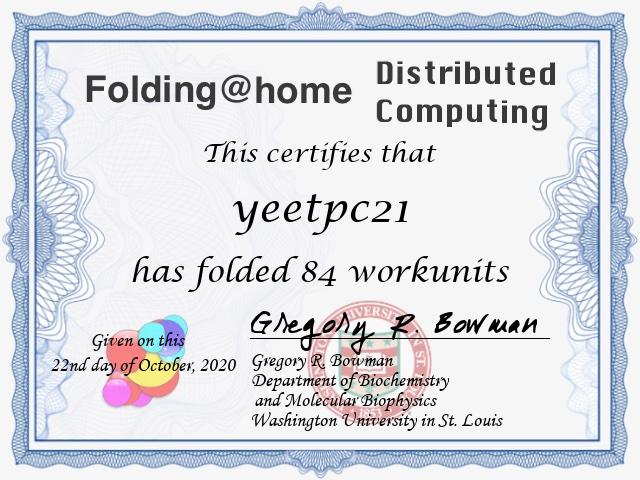 Folding@home
Distributed
Computing
This certifies that
yeetpc21
has folded 84 workunits
Gregory R. Bowman
Given on this
22nd day of October, 2020
Gregory R. Bowman
Department of Biochemistry
and Molecular Biophysics
Washington University in St. Louis
1853